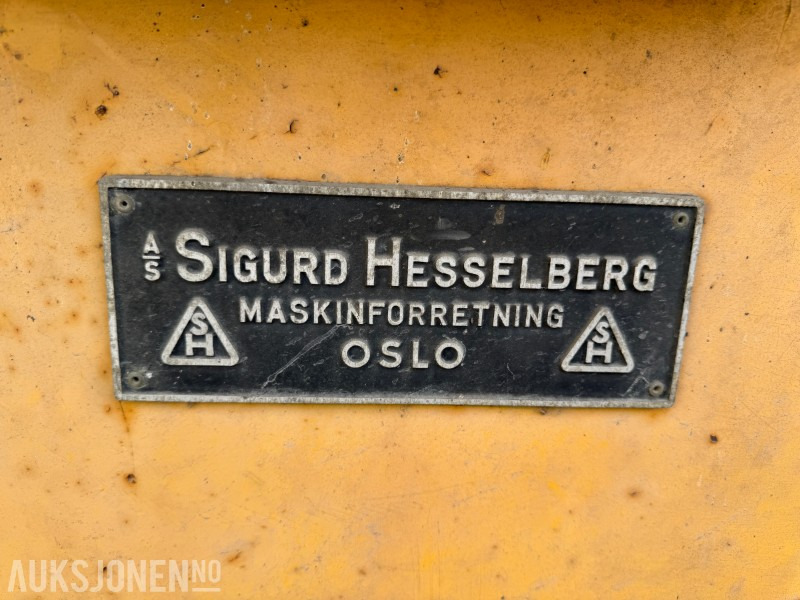 A/S SIGURD HESSELBERG
MASKINFORRETNING
SH OSLO SH
AUKSJONEN.NO